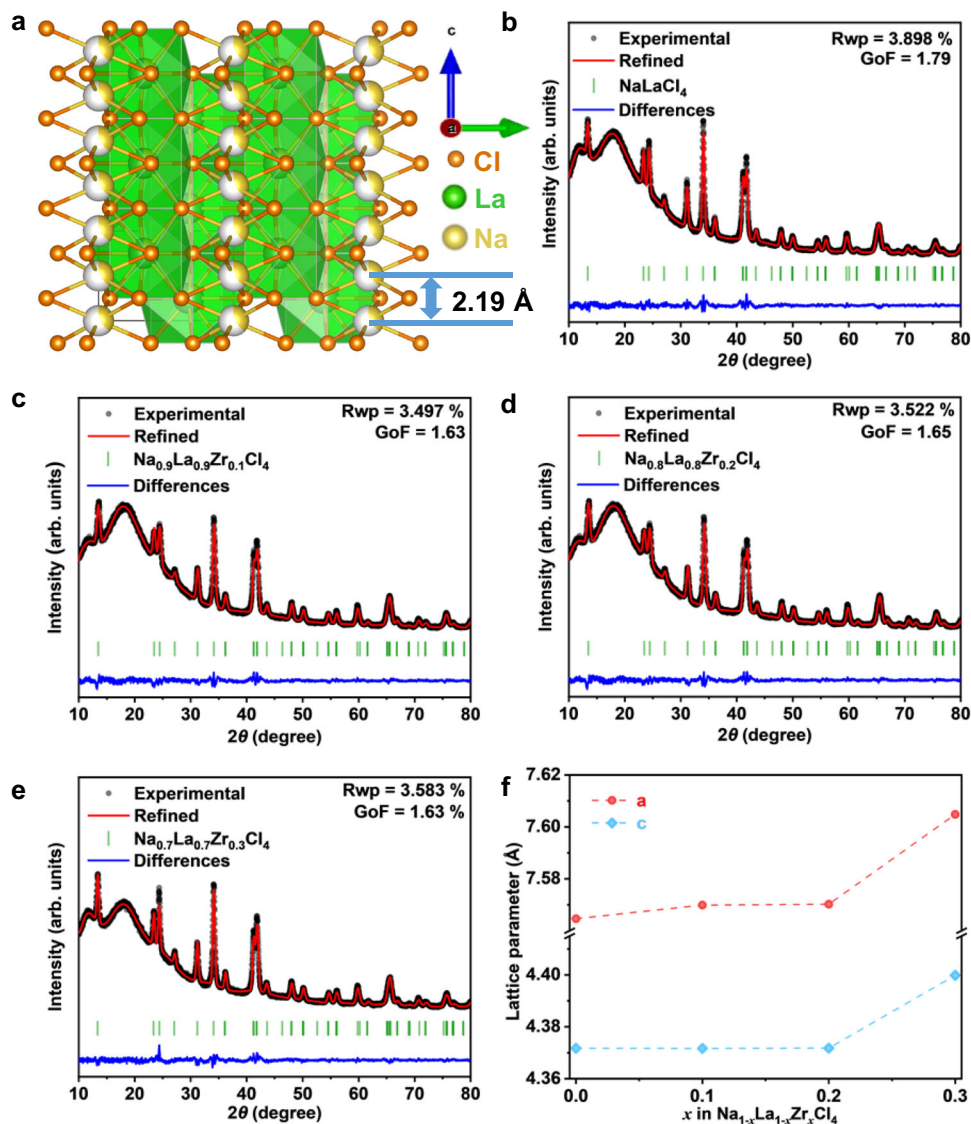 a
c
a
Cl
La
Na
2.19 Å
b
Experimental
Refined
NaLaCl₄
Differences
Rwp = 3.898 %
GoF = 1.79
Intensity (arb. units)
10 20 30 40 50 60 70 80
2θ (degree)
c
Experimental
Refined
Na₀.₉La₀.₉Zr₀.₁Cl₄
Differences
Rwp = 3.497 %
GoF = 1.63
Intensity (arb. units)
10 20 30 40 50 60 70 80
2θ (degree)
d
Experimental
Refined
Na₀.₈La₀.₈Zr₀.₂Cl₄
Differences
Rwp = 3.522 %
GoF = 1.65
Intensity (arb. units)
10 20 30 40 50 60 70 80
2θ (degree)
e
Experimental
Refined
Na₀.₇La₀.₇Zr₀.₃Cl₄
Differences
Rwp = 3.583 %
GoF = 1.63 %
Intensity (arb. units)
10 20 30 40 50 60 70 80
2θ (degree)
f
a
c
7.62
7.60
7.58
4.40
4.38
4.36
Lattice parameter (Å)
0.0 0.1 0.2 0.3
x in Na₁₋ₓLa₁₋ₓZrₓCl₄